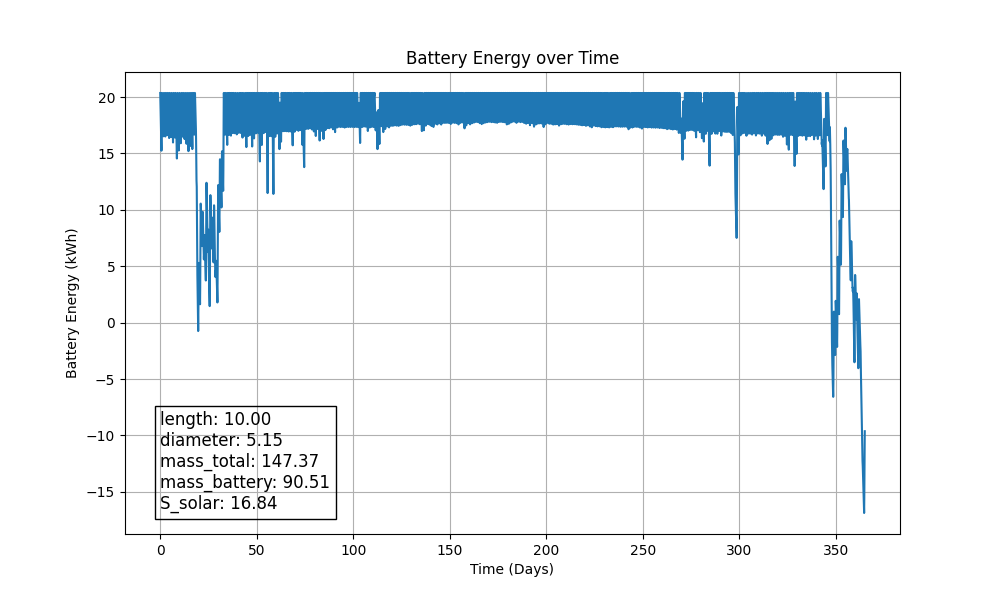 Battery Energy over Time
Battery Energy (kWh)
20
15
10
5
0
−5
−10
−15
length: 10.00
diameter: 5.15
mass_total: 147.37
mass_battery: 90.51
S_solar: 16.84
0 50 100 150 200 250 300 350
Time (Days)